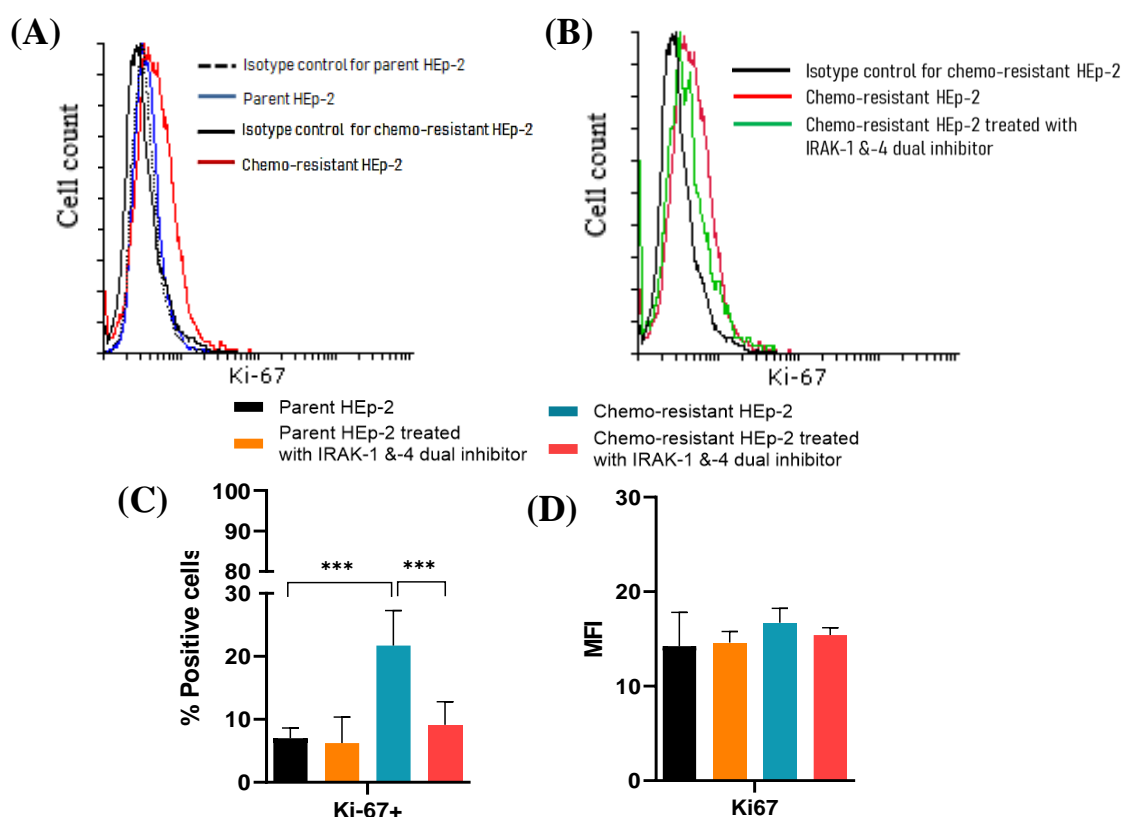 (A)
Cell count
Isotype control for parent HEp-2
Parent HEp-2
Isotype control for chemo-resistant HEp-2
Chemo-resistant HEp-2
Ki-67
(B)
Cell count
Isotype control for chemo-resistant HEp-2
Chemo-resistant HEp-2
Chemo-resistant HEp-2 treated with
IRAK-1 &-4 dual inhibitor
Ki-67
Parent HEp-2
Parent HEp-2 treated
with IRAK-1 &-4 dual inhibitor
Chemo-resistant HEp-2
Chemo-resistant HEp-2 treated
with IRAK-1 &-4 dual inhibitor
(C)
% Positive cells
100
90
80
30
20
10
0
***
***
Ki-67+
(D)
MFI
30
20
10
0
Ki67